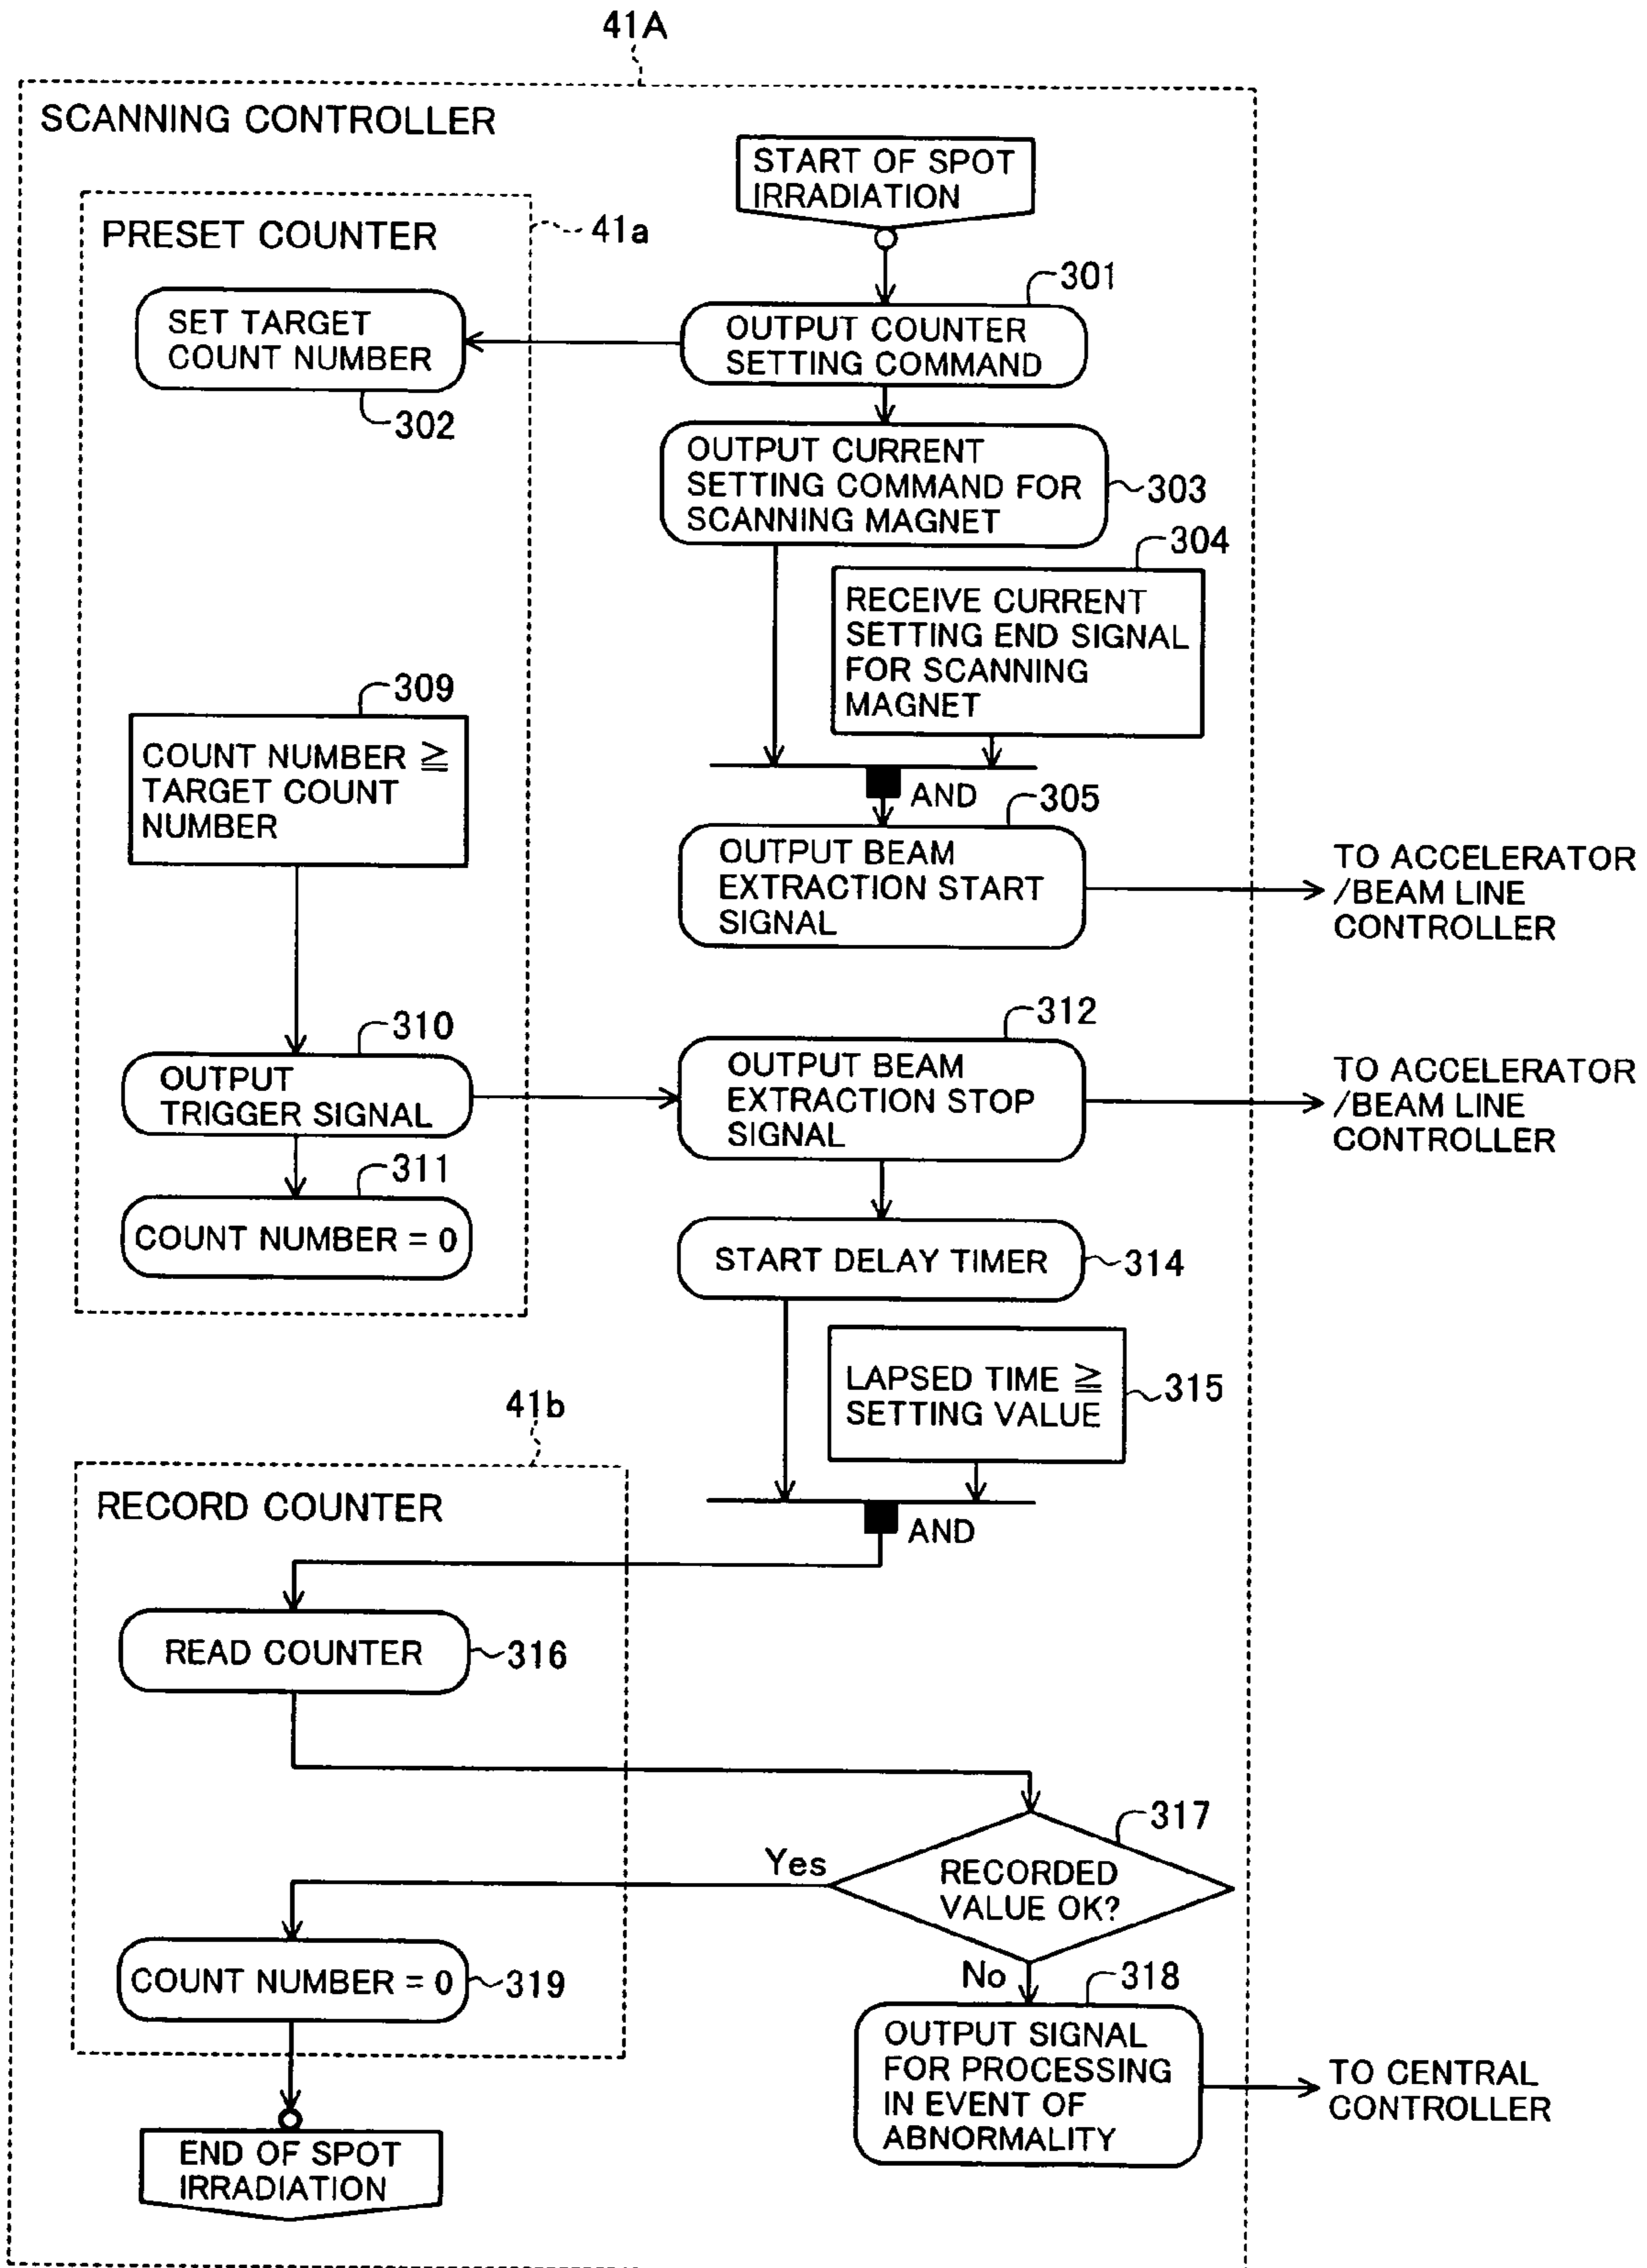 41A
SCANNING CONTROLLER
START OF SPOT
IRRADIATION
PRESET COUNTER
41a
301
SET TARGET
COUNT NUMBER
302
OUTPUT COUNTER
SETTING COMMAND
OUTPUT CURRENT
SETTING COMMAND FOR
SCANNING MAGNET
303
304
RECEIVE CURRENT
SETTING END SIGNAL
FOR SCANNING
MAGNET
309
COUNT NUMBER ≧
TARGET COUNT
NUMBER
AND
305
OUTPUT BEAM
EXTRACTION START
SIGNAL
TO ACCELERATOR
/BEAM LINE
CONTROLLER
310
OUTPUT
TRIGGER SIGNAL
312
OUTPUT BEAM
EXTRACTION STOP
SIGNAL
TO ACCELERATOR
/BEAM LINE
CONTROLLER
311
COUNT NUMBER = 0
START DELAY TIMER
314
LAPSED TIME ≧
SETTING VALUE
315
41b
RECORD COUNTER
AND
READ COUNTER
316
317
RECORDED
VALUE OK?
Yes
COUNT NUMBER = 0
319
No
318
OUTPUT SIGNAL
FOR PROCESSING
IN EVENT OF
ABNORMALITY
TO CENTRAL
CONTROLLER
END OF SPOT
IRRADIATION